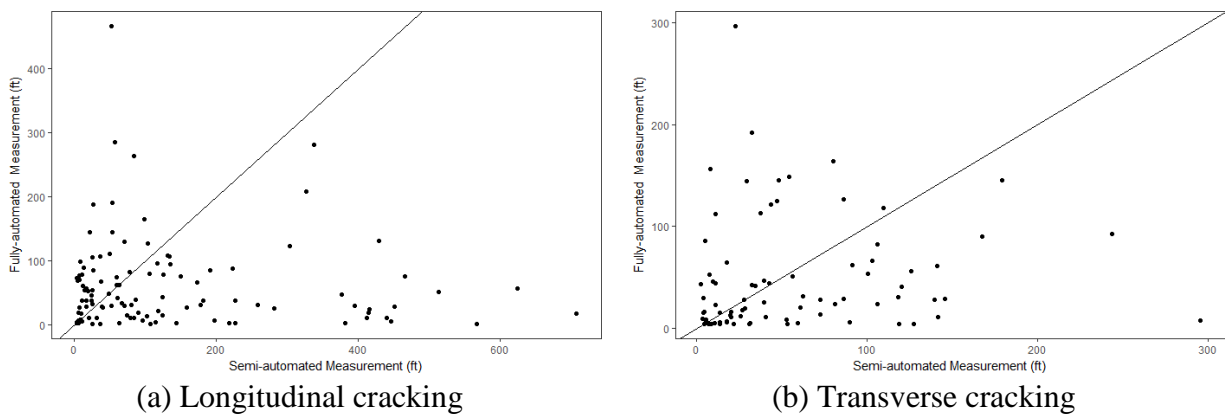 400
300
200
100
0
Fully-automated Measurement (ft)
0 200 400 600
Semi-automated Measurement (ft)
(a) Longitudinal cracking
300
200
100
0
Fully-automated Measurement (ft)
0 100 200 300
Semi-automated Measurement (ft)
(b) Transverse cracking